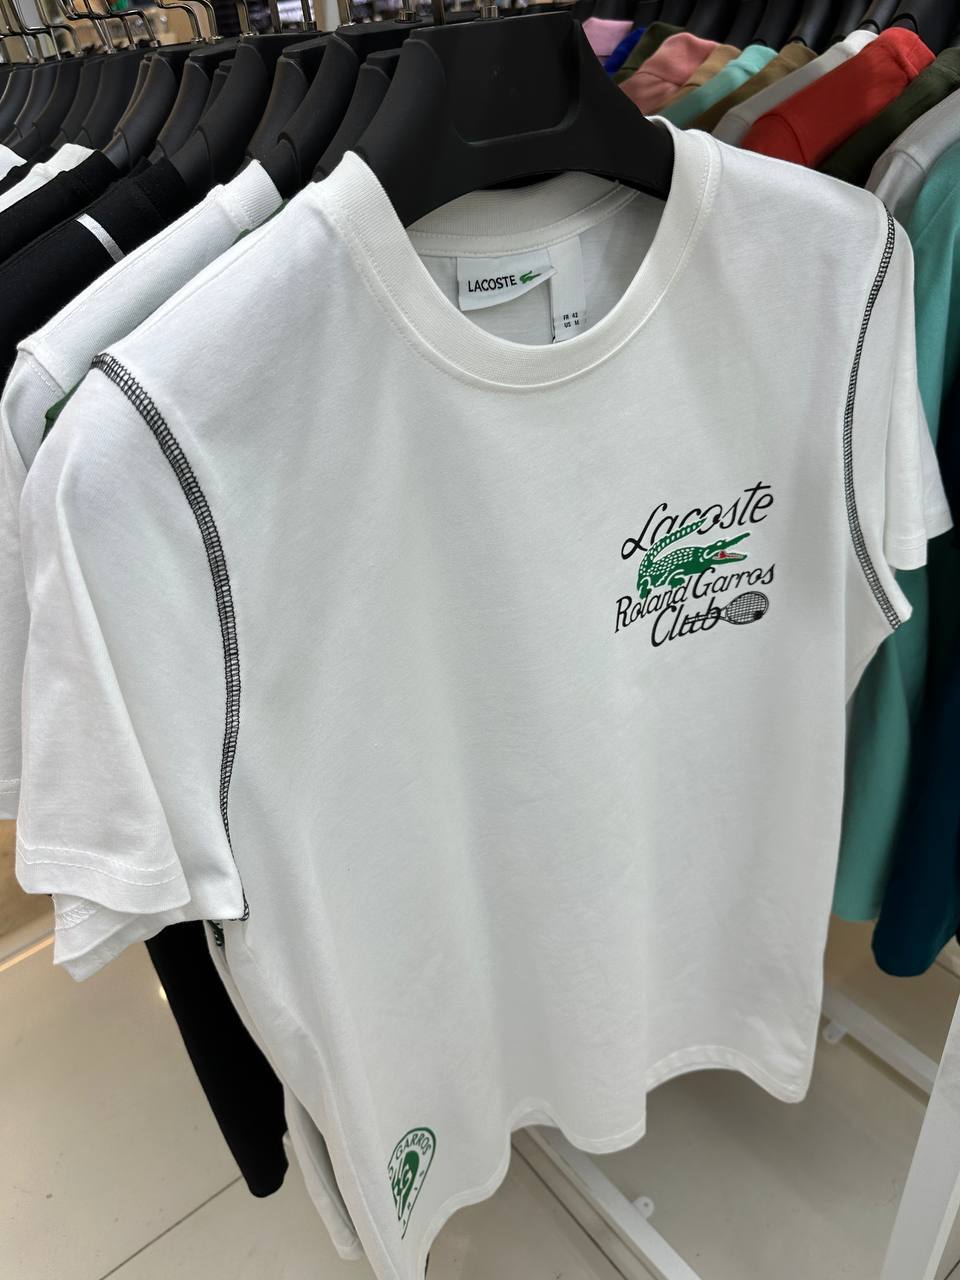 LACOSTE
FR 42
US M
Lacoste
Roland Garros
Club
GARROS